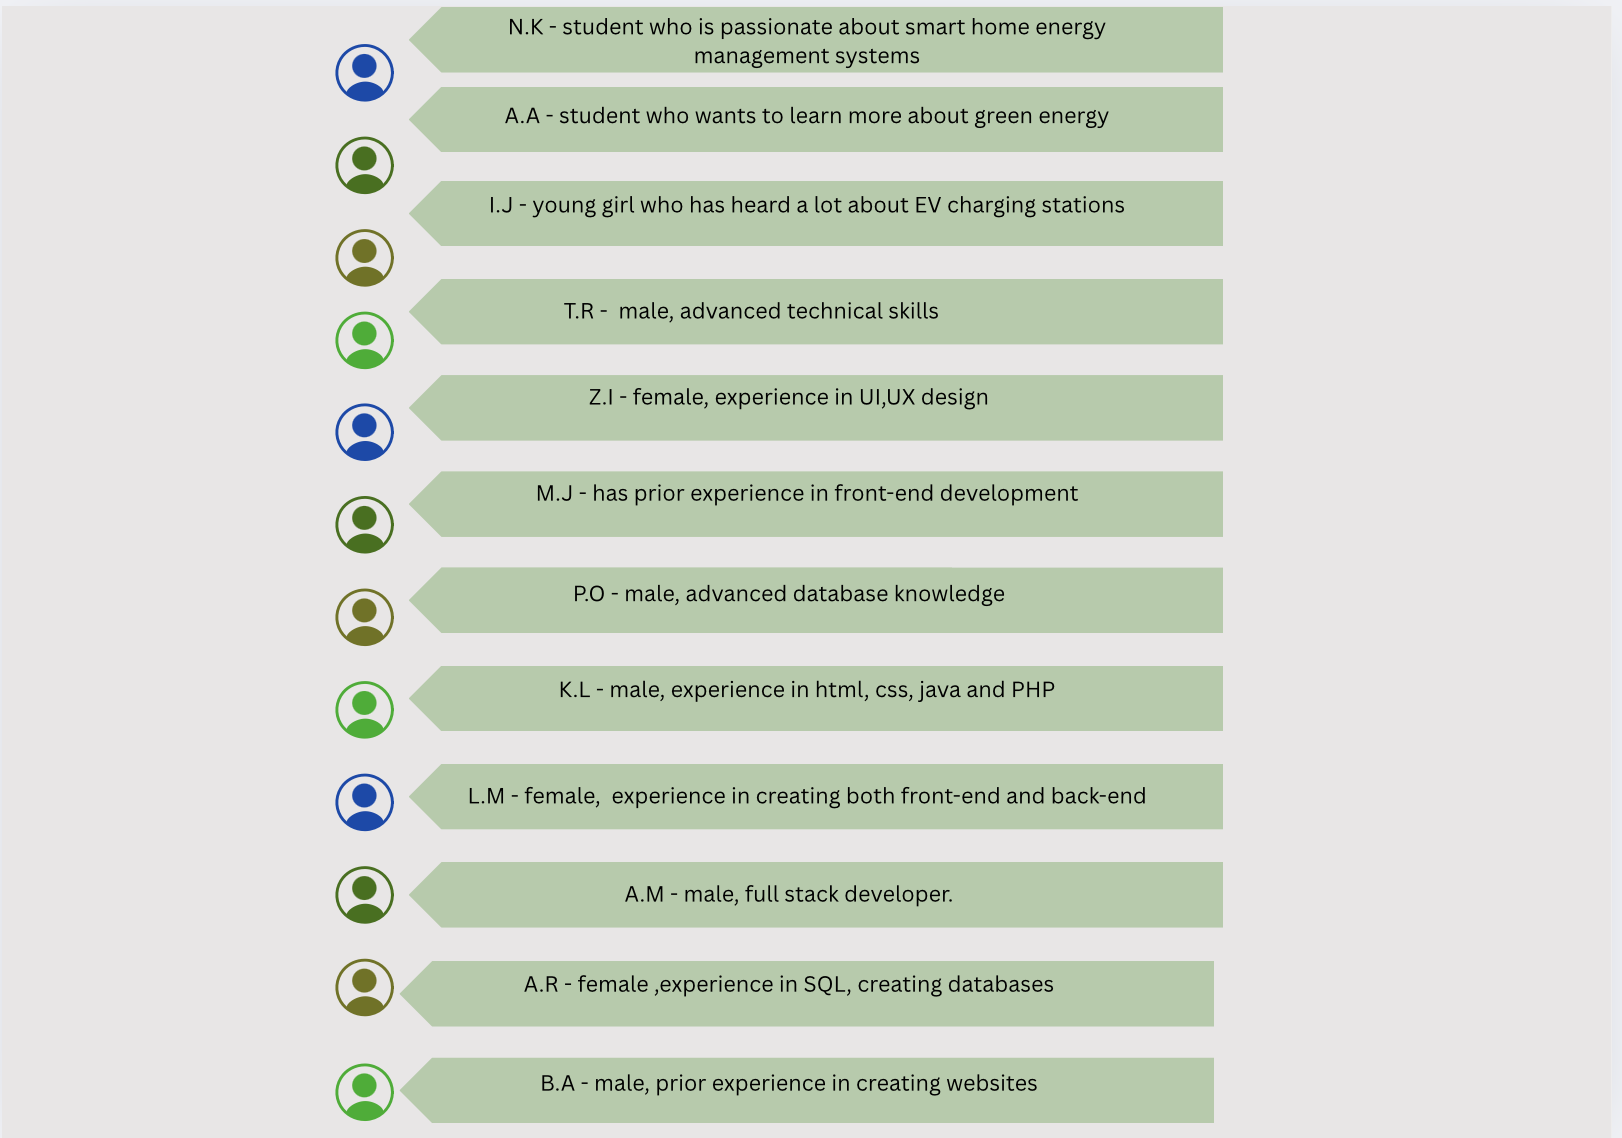 N.K - student who is passionate about smart home energy
management systems
A.A - student who wants to learn more about green energy
I.J - young girl who has heard a lot about EV charging stations
T.R -  male, advanced technical skills
Z.I - female, experience in UI,UX design
M.J - has prior experience in front-end development
P.O - male, advanced database knowledge
K.L - male, experience in html, css, java and PHP
L.M - female,  experience in creating both front-end and back-end
A.M - male, full stack developer.
A.R - female ,experience in SQL, creating databases
B.A - male, prior experience in creating websites